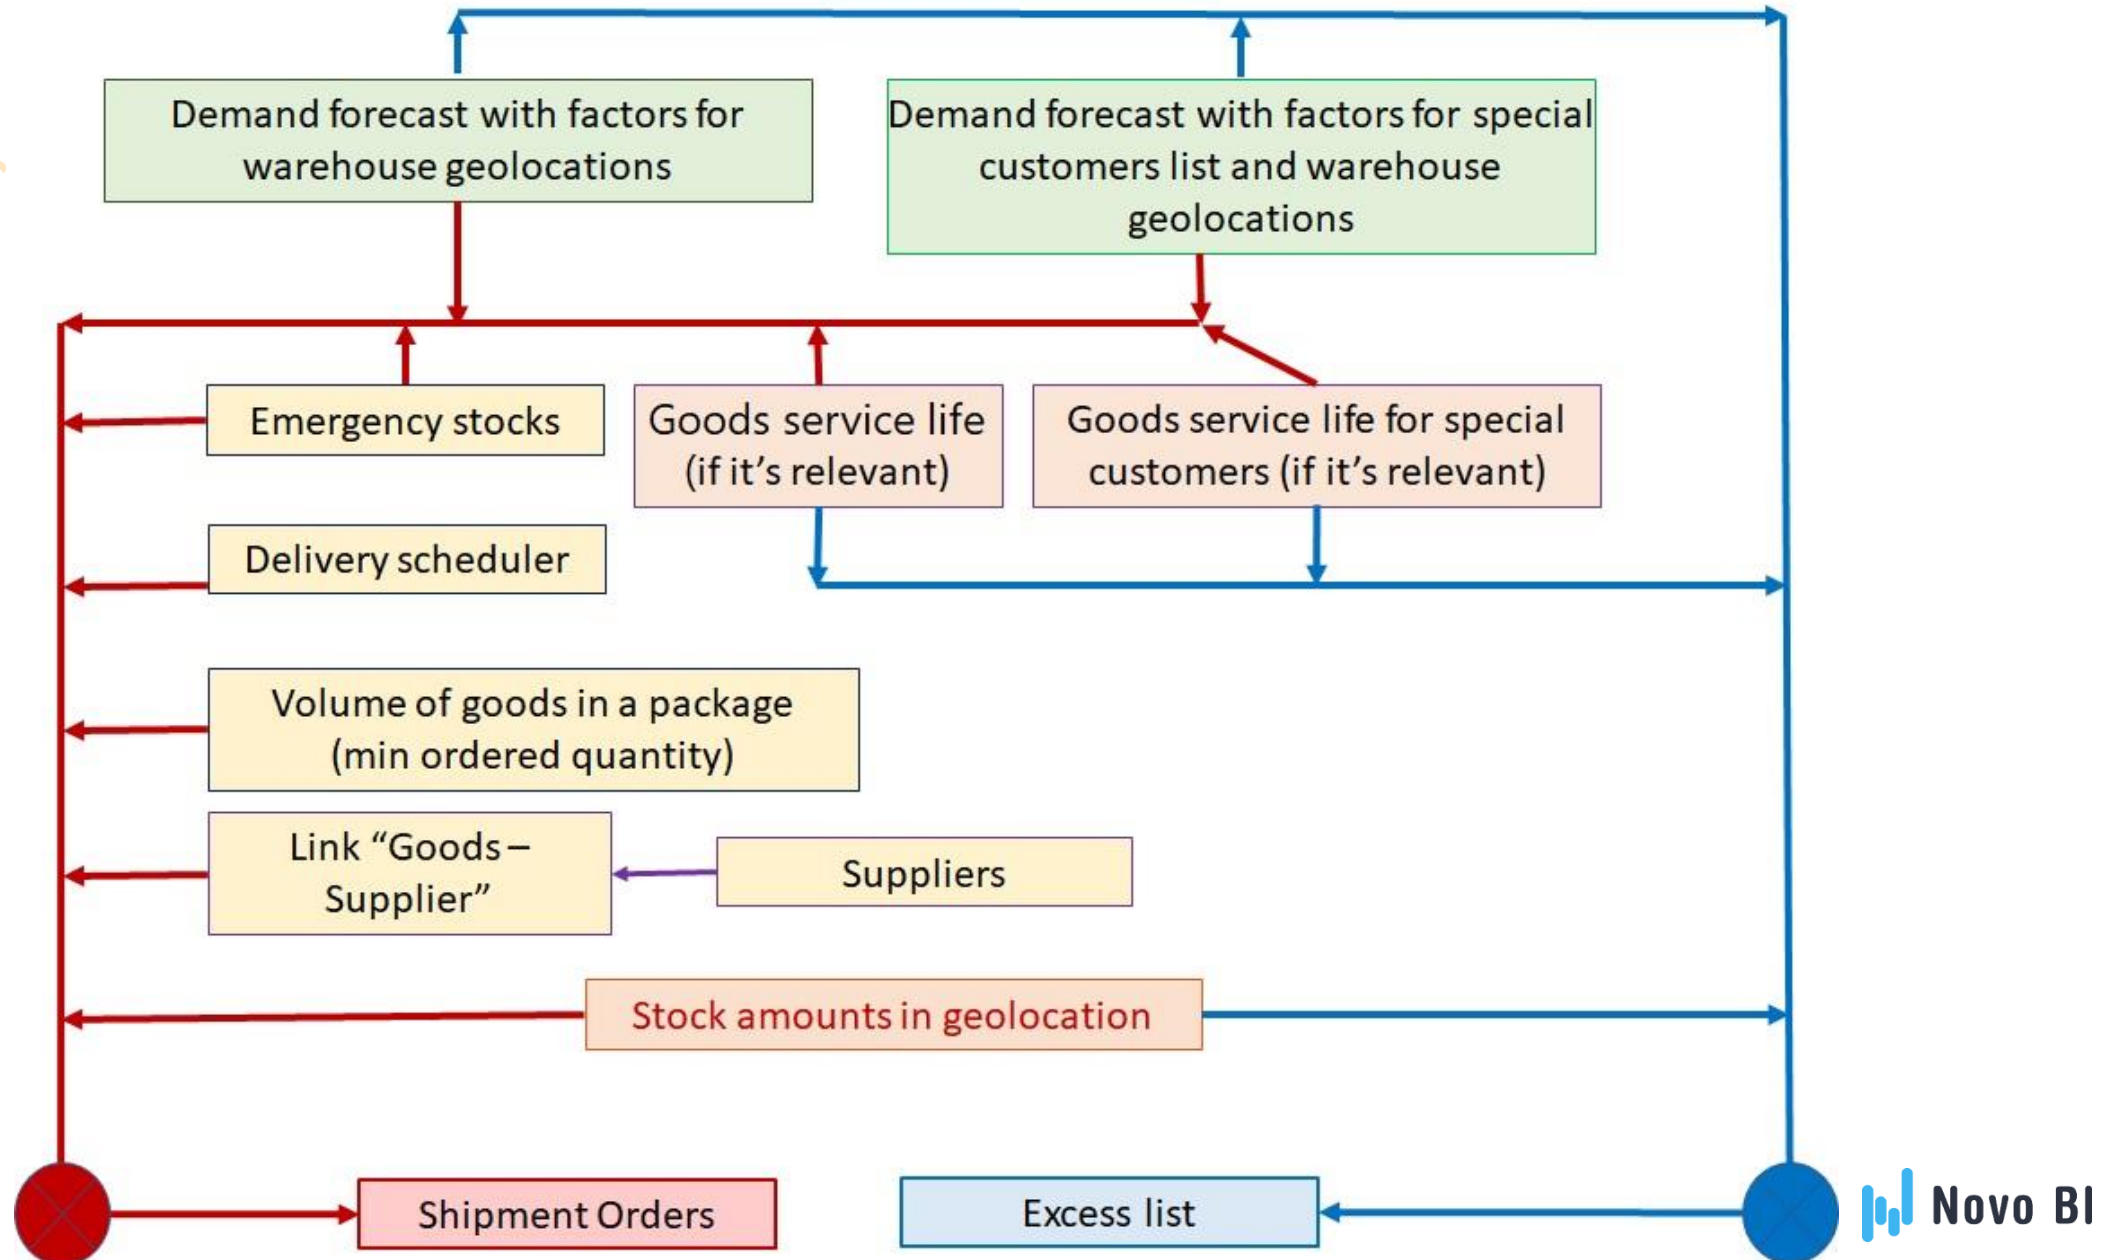 Demand forecast with factors for
warehouse geolocations
Demand forecast with factors for special
customers list and warehouse
geolocations
Emergency stocks
Goods service life
(if it’s relevant)
Goods service life for special
customers (if it’s relevant)
Delivery scheduler
Volume of goods in a package
(min ordered quantity)
Link “Goods –
Supplier”
Suppliers
Stock amounts in geolocation
Shipment Orders
Excess list
Novo BI